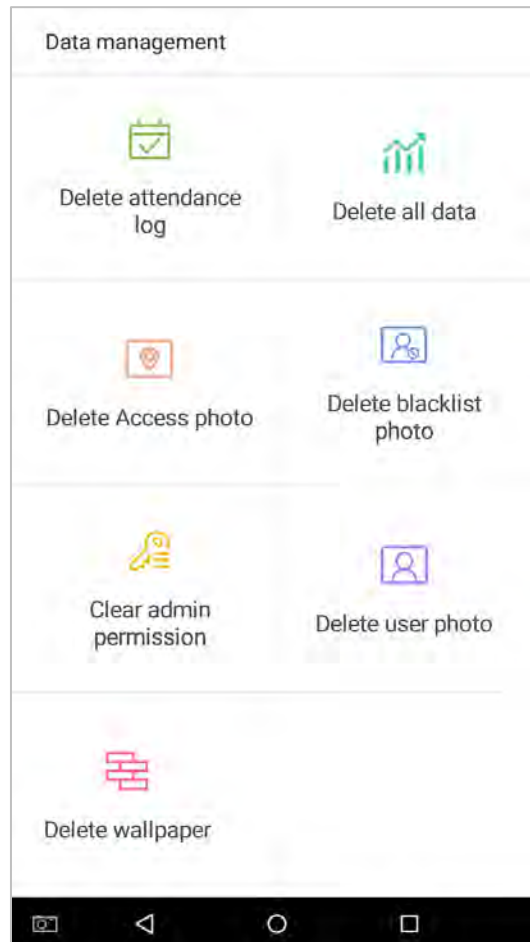 Data management
Delete attendance
log
Delete all data
Delete Access photo
Delete blacklist
photo
Clear admin
permission
Delete user photo
Delete wallpaper